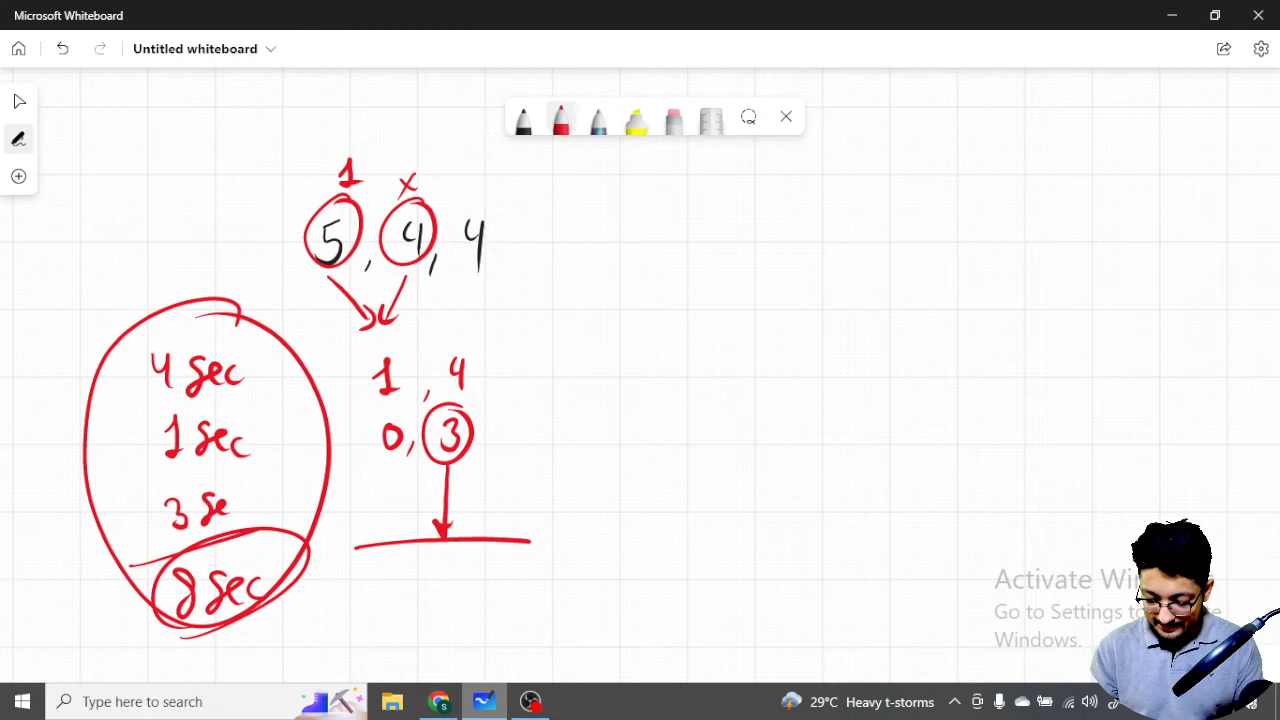 Microsoft Whiteboard
Untitled whiteboard
1 x
5, 4, 4
4 sec
1 sec
3 se
8 sec
1, 4
0, 3
Activate Wi
Go to Settings to
Windows.
Type here to search
29°C Heavy t-storms